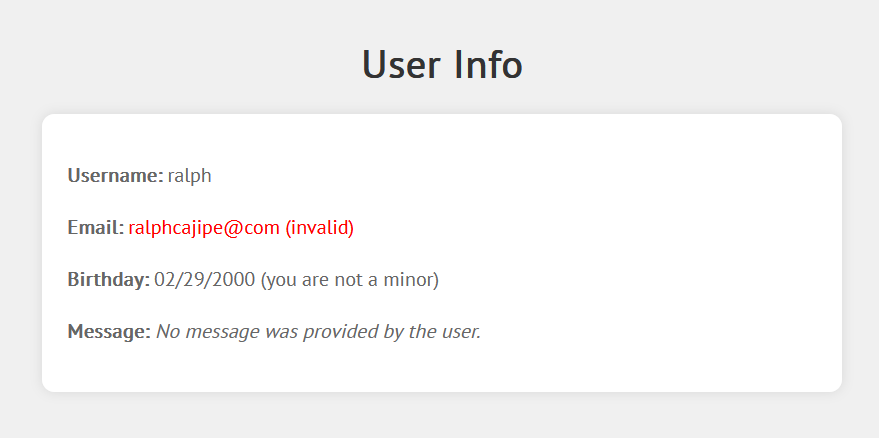 User Info
Username: ralph
Email: ralphcajipe@com (invalid)
Birthday: 02/29/2000 (you are not a minor)
Message: No message was provided by the user.